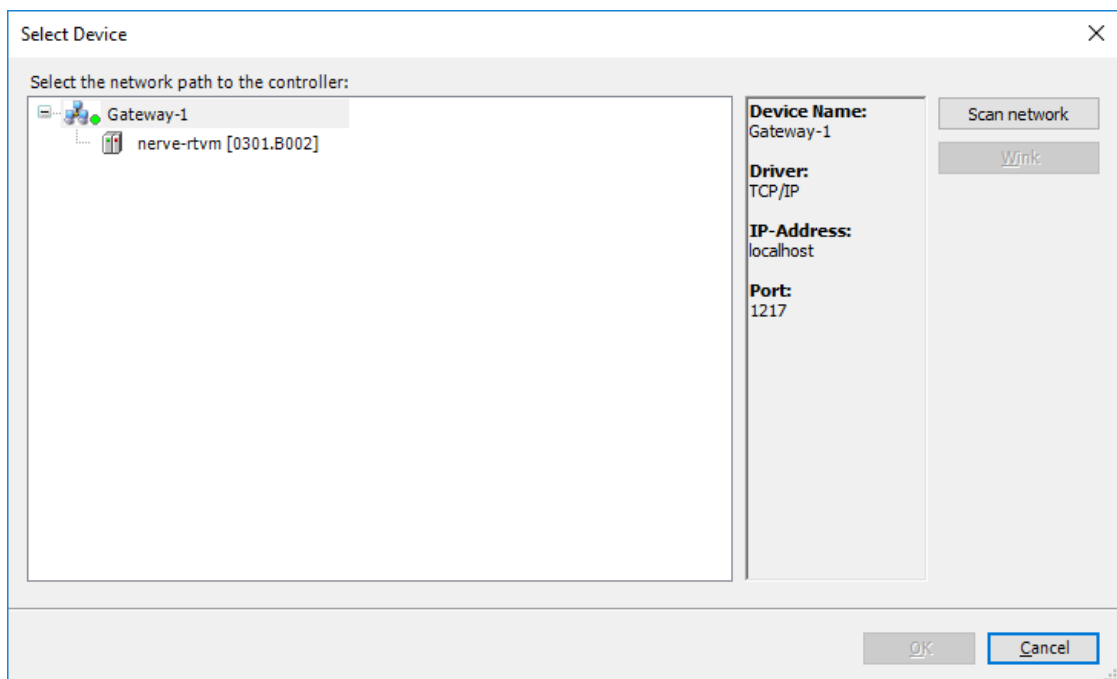 Select Device
Select the network path to the controller:
Gateway-1
nerve-rtvm [0301.B002]
Device Name:
Gateway-1
Driver:
TCP/IP
IP-Address:
localhost
Port:
1217
Scan network
Wink
OK
Cancel